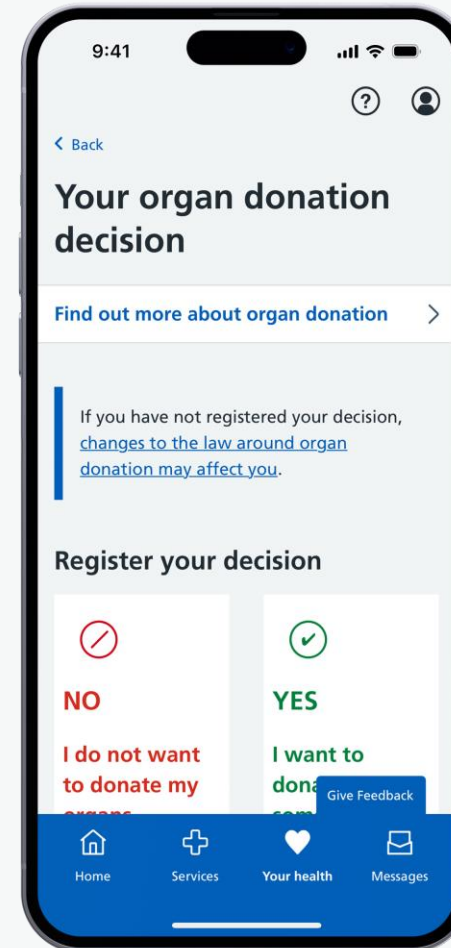 9:41
Back
Your organ donation
decision
Find out more about organ donation
If you have not registered your decision,
changes to the law around organ
donation may affect you.
Register your decision
NO
YES
I do not want
to donate my
organs
I want to
Give Feedback
Home
Services
Your health
Messages